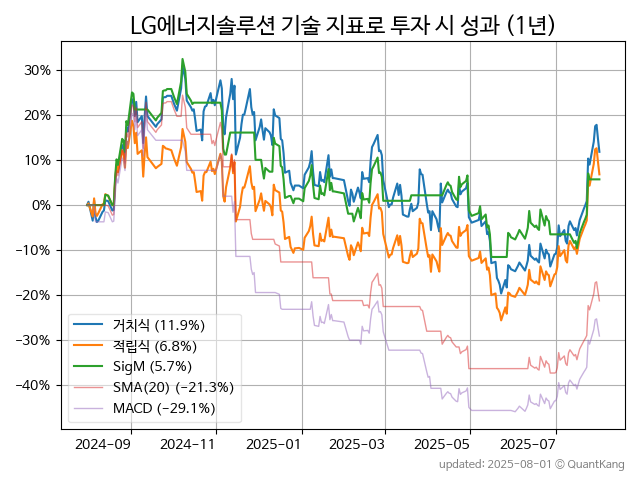 LG에너지솔루션 기술 지표로 투자 시 성과 (1년)
30%
20%
10%
0%
−10%
−20%
−30%
−40%
거치식 (11.9%)
적립식 (6.8%)
SigM (5.7%)
SMA(20) (−21.3%)
MACD (−29.1%)
2024-09 2024-11 2025-01 2025-03 2025-05 2025-07
updated: 2025-08-01 © QuantKang